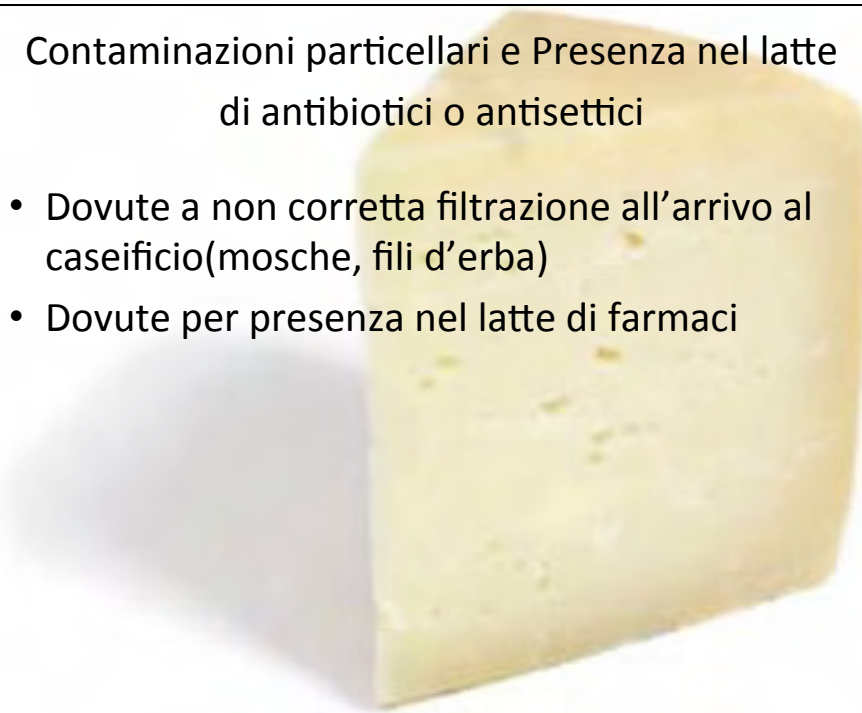 Contaminazioni particellari e Presenza nel latte
di antibiotici o antisettici
• Dovute a non corretta filtrazione all'arrivo al
caseificio(mosche, fili d'erba)
• Dovute per presenza nel latte di farmaci